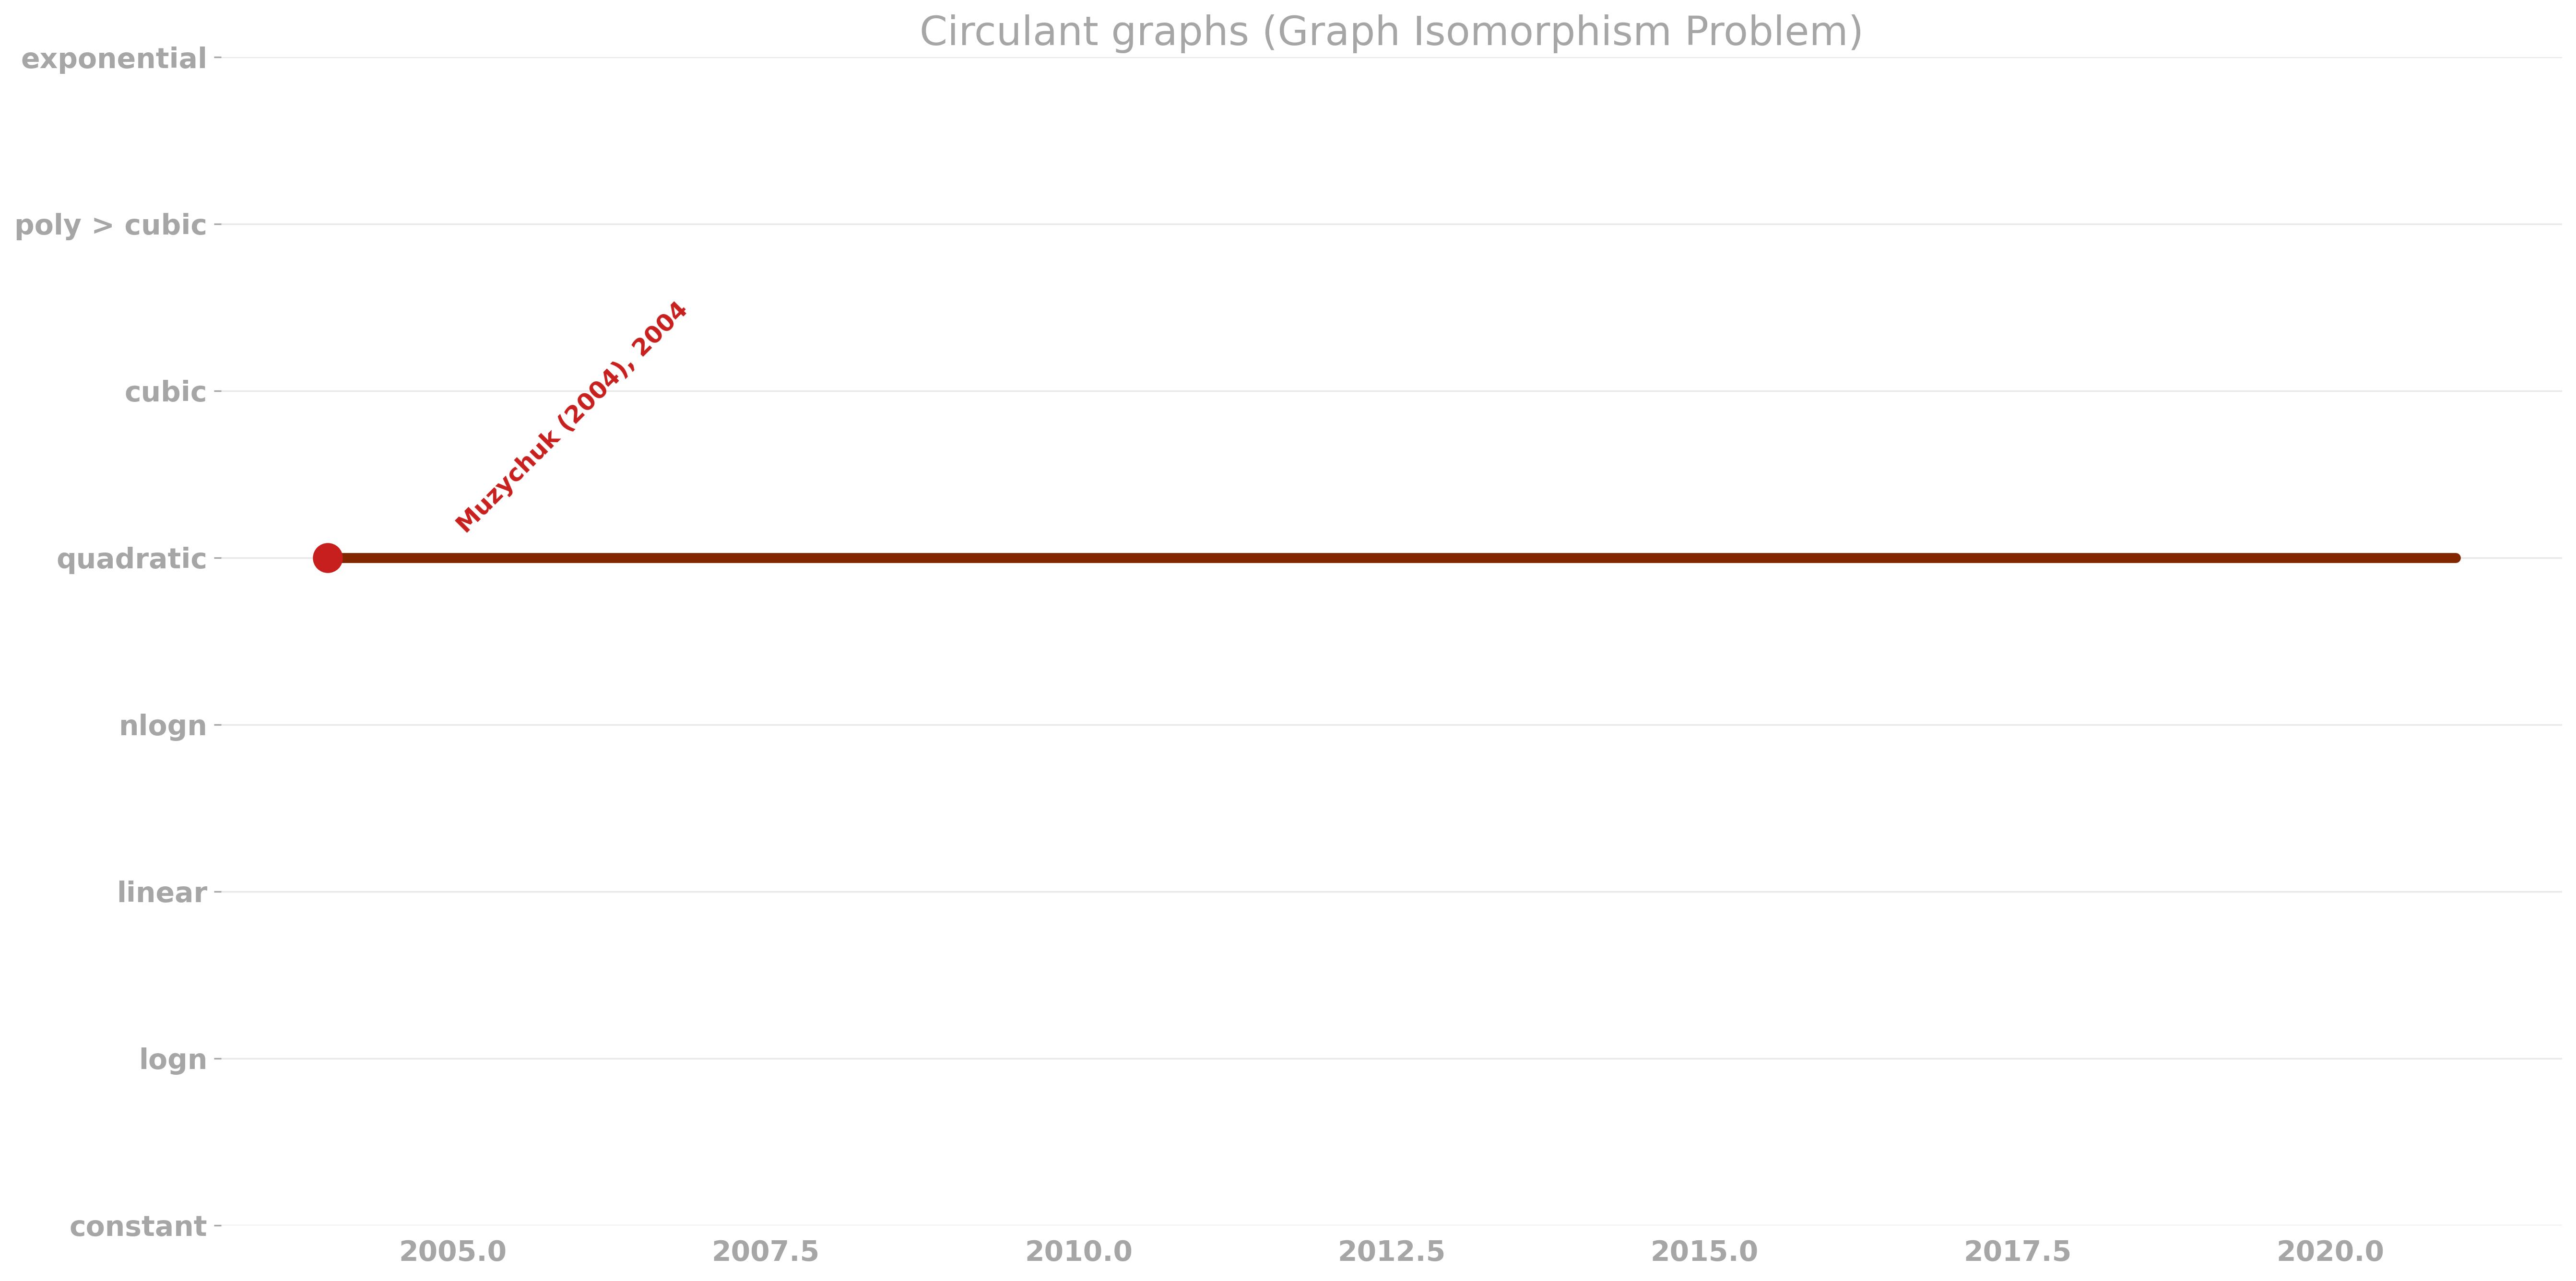 Circulant graphs (Graph Isomorphism Problem)
exponential
poly > cubic
cubic
quadratic
nlogn
linear
logn
constant
Muzychuk (2004), 2004
2005.0 2007.5 2010.0 2012.5 2015.0 2017.5 2020.0